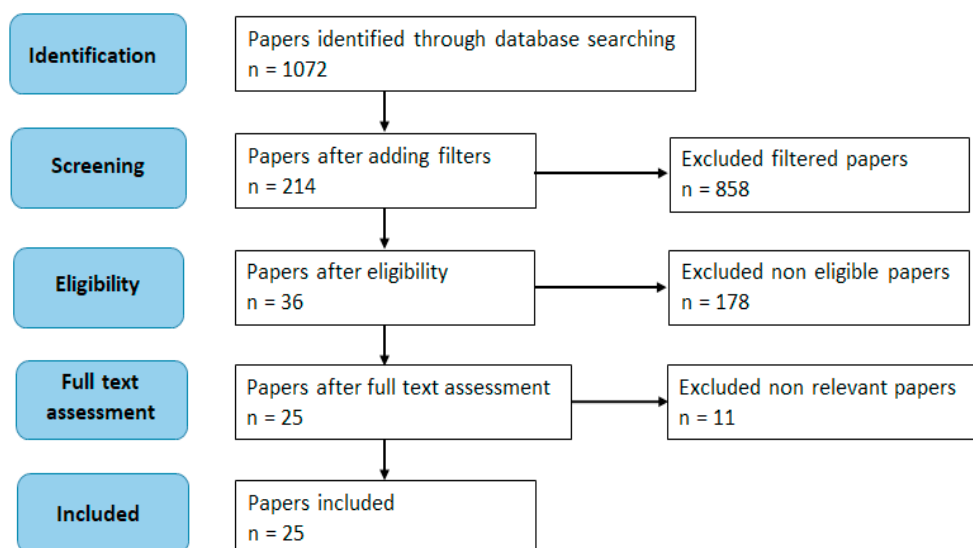 Identification
Papers identified through database searching
n = 1072
Screening
Papers after adding filters
n = 214
Excluded filtered papers
n = 858
Eligibility
Papers after eligibility
n = 36
Excluded non eligible papers
n = 178
Full text
assessment
Papers after full text assessment
n = 25
Excluded non relevant papers
n = 11
Included
Papers included
n = 25